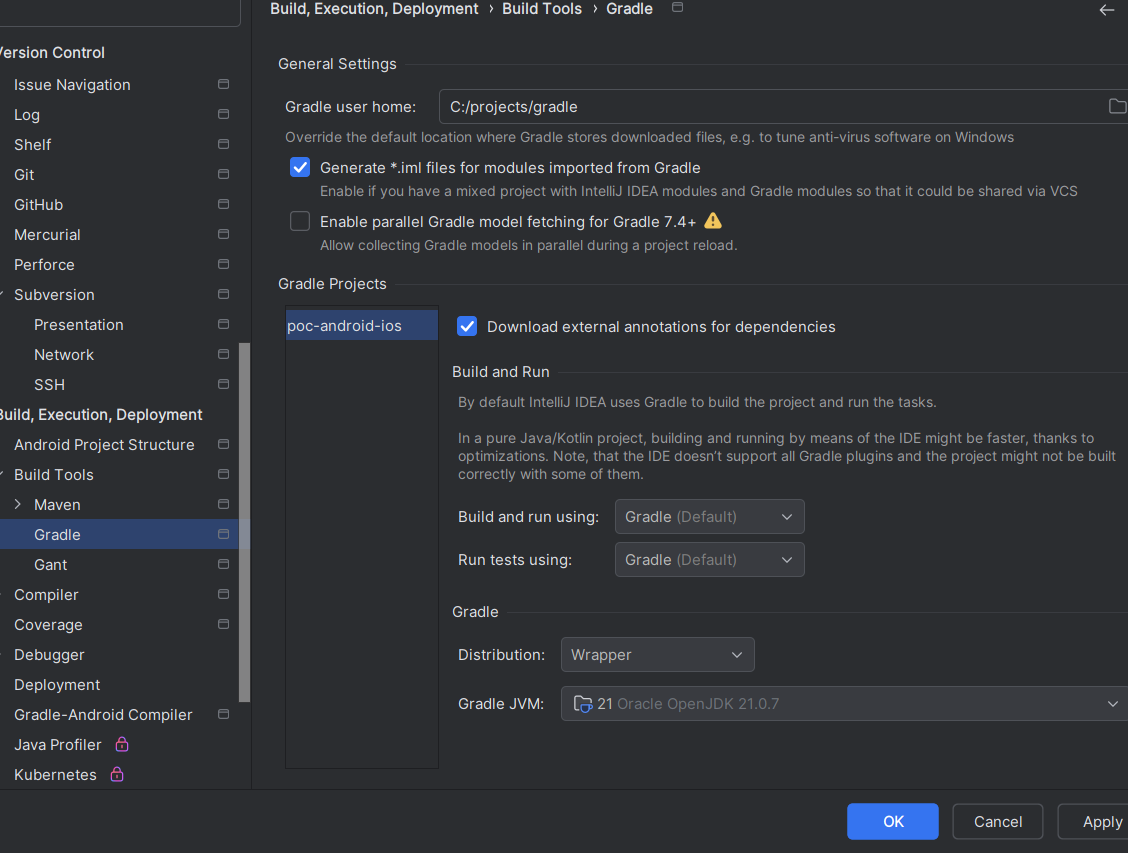 Version Control
Issue Navigation
Log
Shelf
Git
GitHub
Mercurial
Perforce
Subversion
Presentation
Network
SSH
Build, Execution, Deployment
Android Project Structure
Build Tools
Maven
Gradle
Gant
Compiler
Coverage
Debugger
Deployment
Gradle-Android Compiler
Java Profiler
Kubernetes
Build, Execution, Deployment › Build Tools › Gradle
General Settings
Gradle user home: C:/projects/gradle
Override the default location where Gradle stores downloaded files, e.g. to tune anti-virus software on Windows
Generate *.iml files for modules imported from Gradle
Enable if you have a mixed project with IntelliJ IDEA modules and Gradle modules so that it could be shared via VCS
Enable parallel Gradle model fetching for Gradle 7.4+
Allow collecting Gradle models in parallel during a project reload.
Gradle Projects
poc-android-ios
Download external annotations for dependencies
Build and Run
By default IntelliJ IDEA uses Gradle to build the project and run the tasks.
In a pure Java/Kotlin project, building and running by means of the IDE might be faster, thanks to
optimizations. Note, that the IDE doesn't support all Gradle plugins and the project might not be built
correctly with some of them.
Build and run using: Gradle (Default)
Run tests using: Gradle (Default)
Gradle
Distribution: Wrapper
Gradle JVM: 21 Oracle OpenJDK 21.0.7
OK Cancel Apply